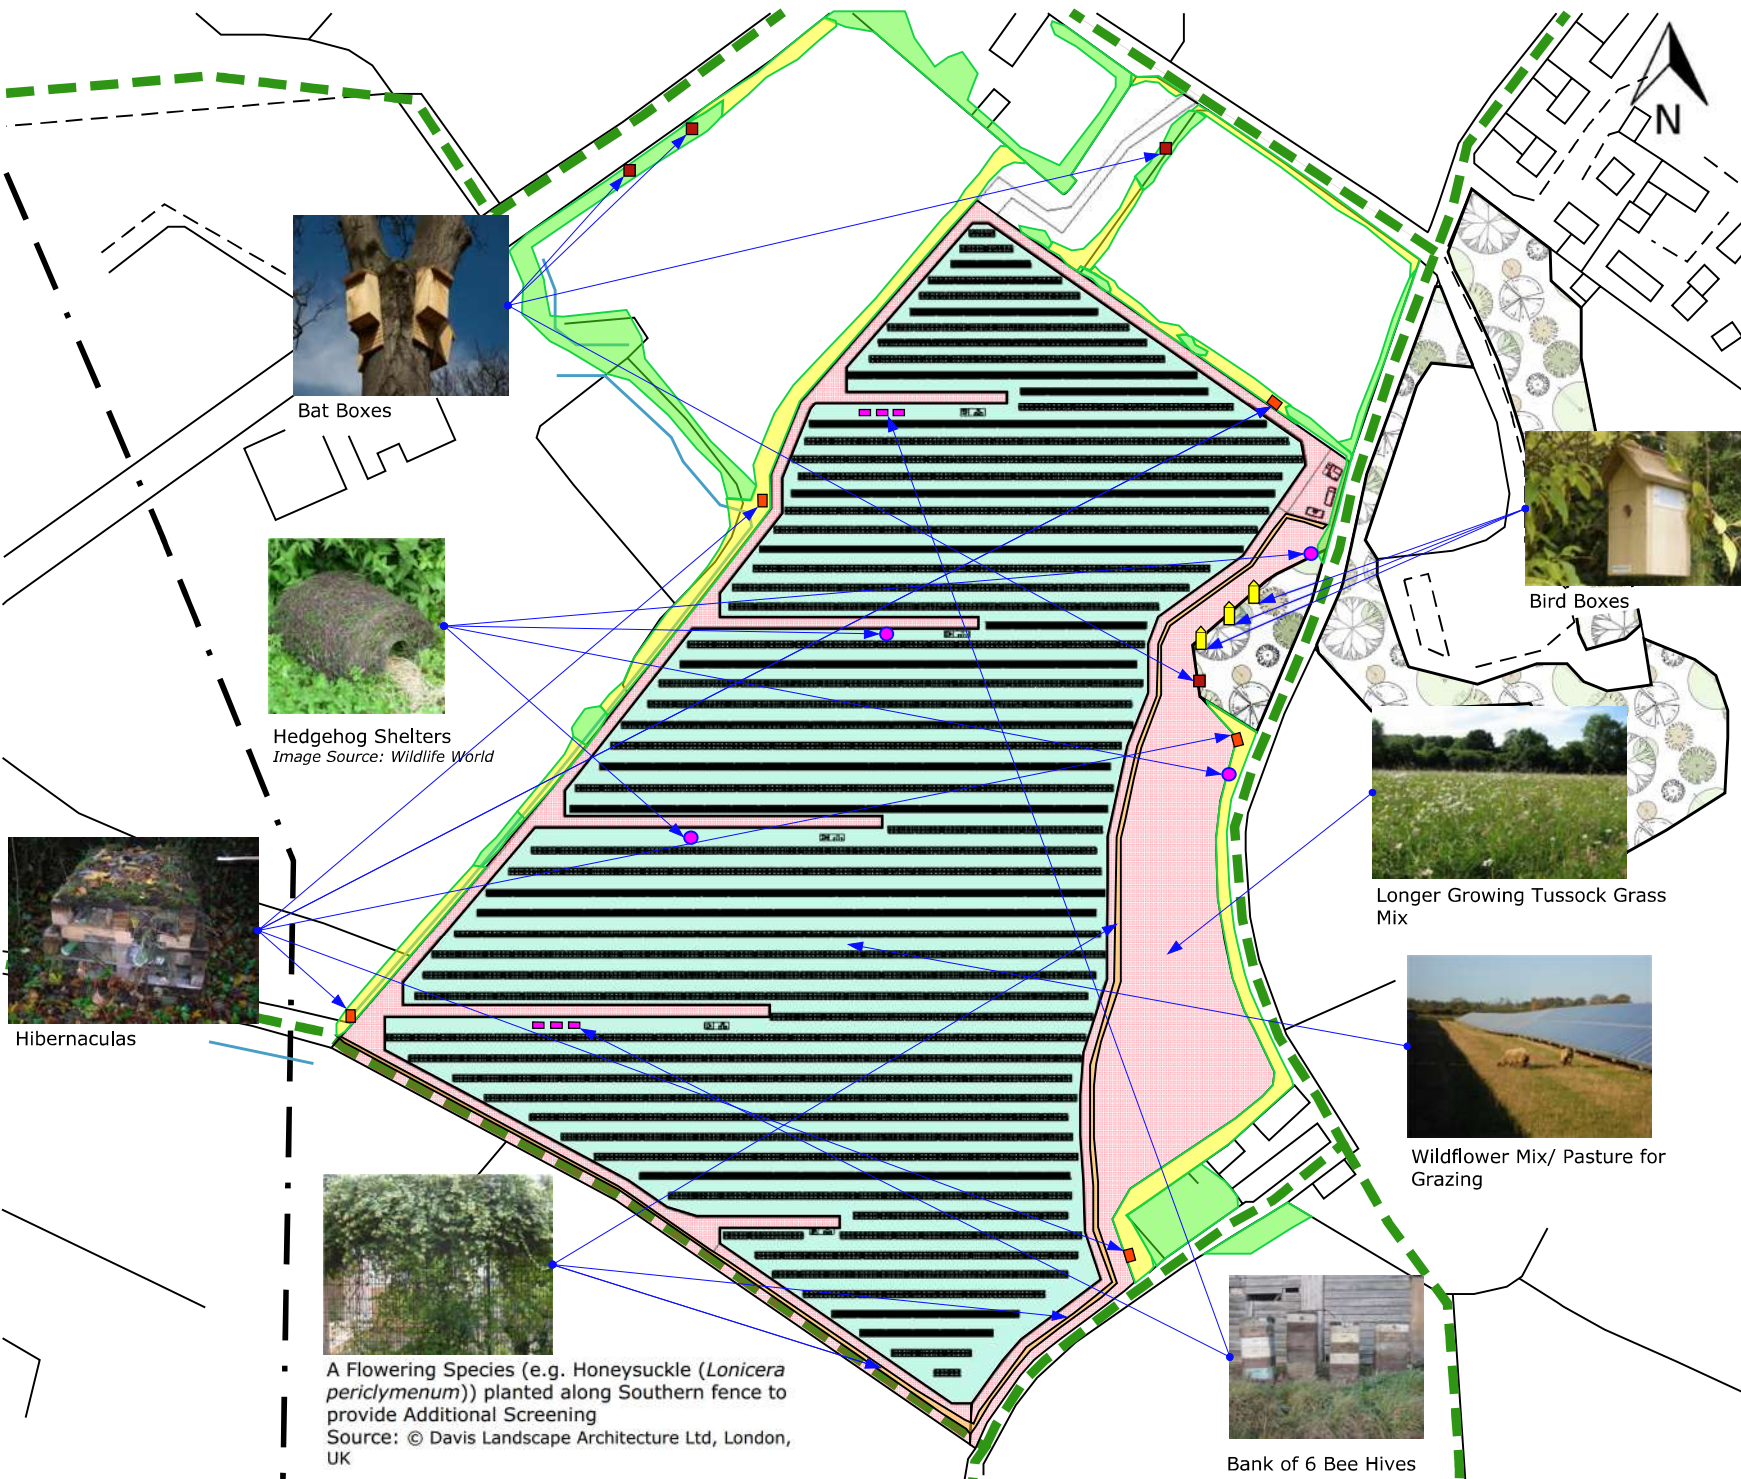 N
Bat Boxes
Bird Boxes
Hedgehog Shelters
Image Source: Wildlife World
Longer Growing Tussock Grass
Mix
Hibernaculas
Wildflower Mix/ Pasture for
Grazing
A Flowering Species (e.g. Honeysuckle (Lonicera
periclymenum)) planted along Southern fence to
provide Additional Screening
Source: © Davis Landscape Architecture Ltd, London,
UK
Bank of 6 Bee Hives